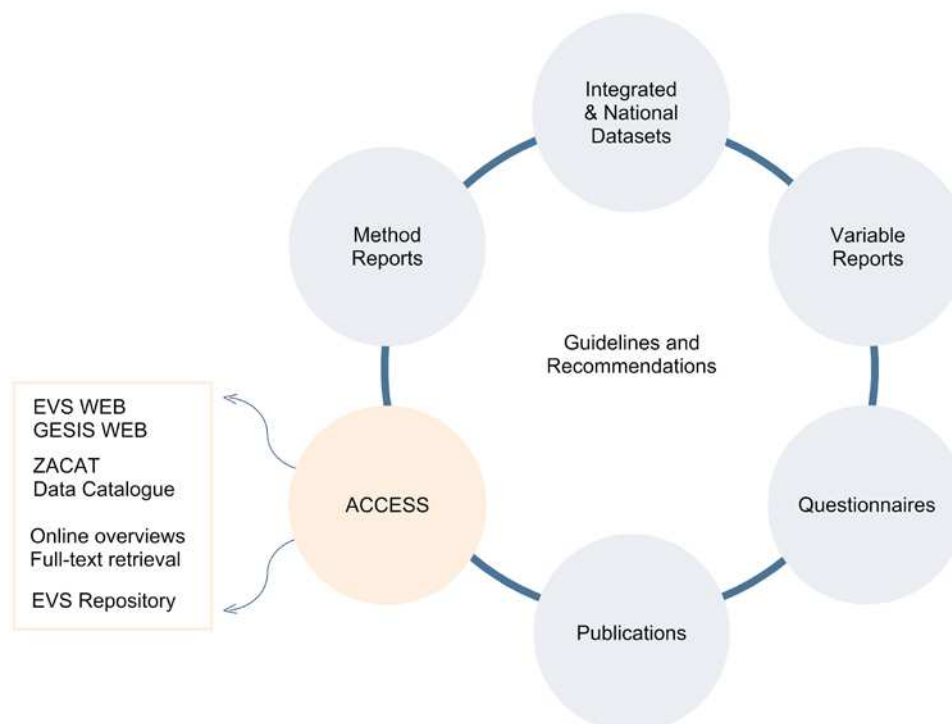 Integrated
& National
Datasets
Method
Reports
Variable
Reports
Guidelines and
Recommendations
EVS WEB
GESIS WEB
ZACAT
Data Catalogue
Online overviews
Full-text retrieval
EVS Repository
ACCESS
Questionnaires
Publications